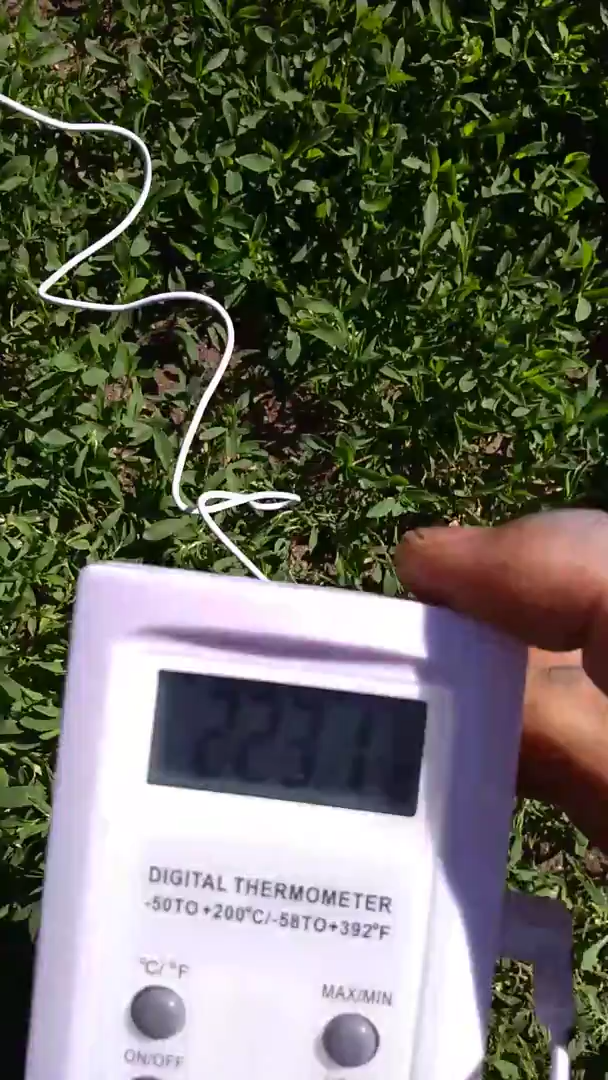 DIGITAL THERMOMETER
-50TO+200°C/-58TO+392°F
°C/°F
MAX/MIN
ON/OFF